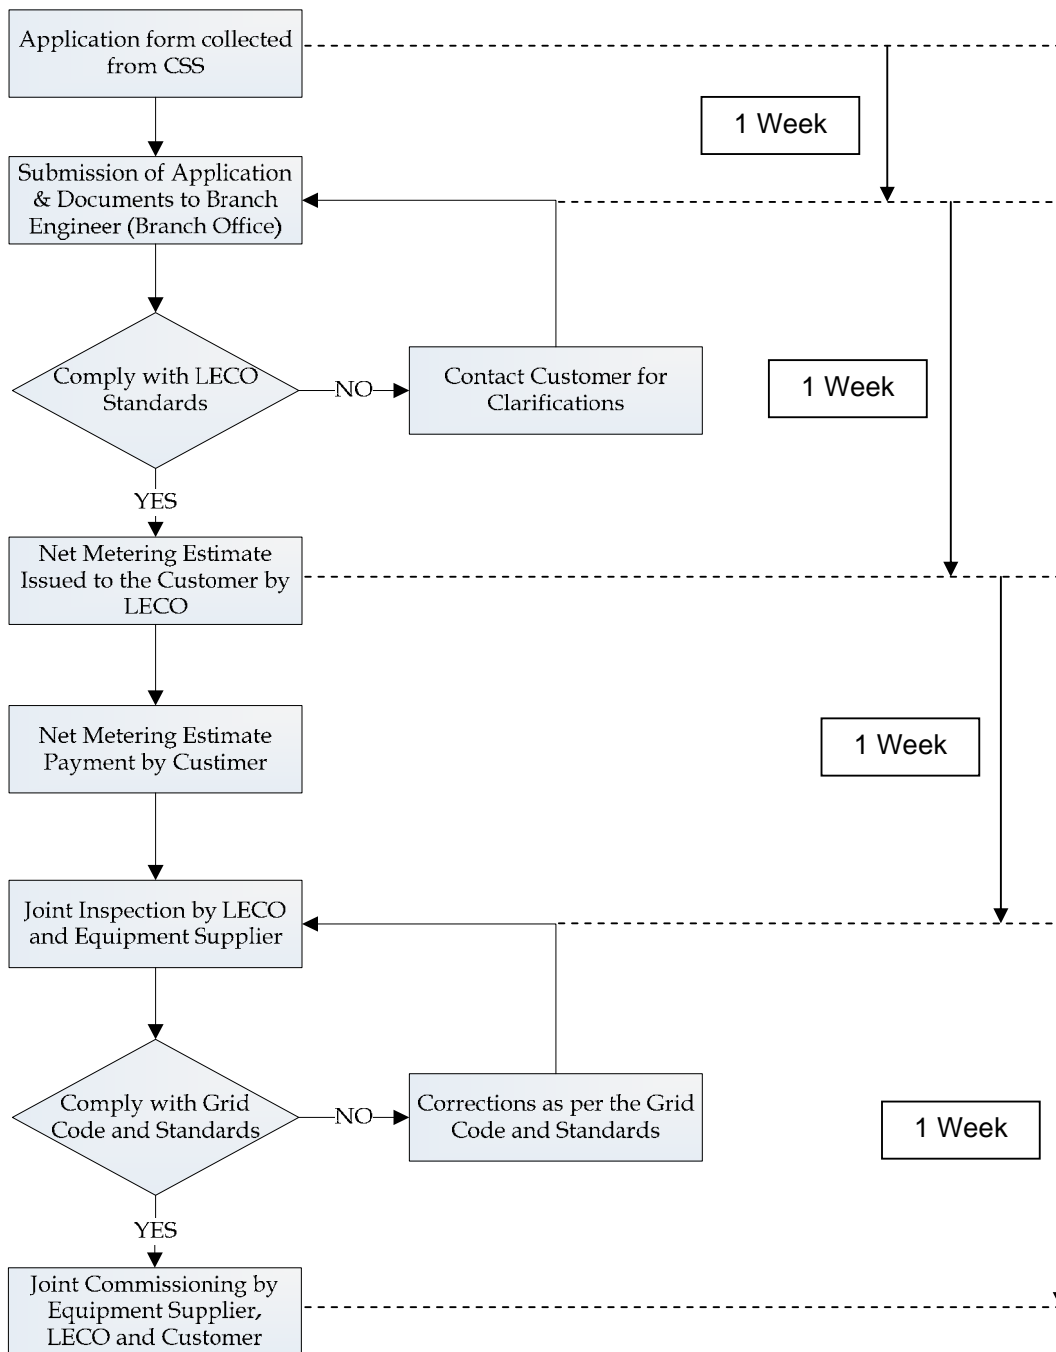 Application form collected
from CSS
1 Week
Submission of Application
& Documents to Branch
Engineer (Branch Office)
Comply with LECO
Standards
NO
Contact Customer for
Clarifications
1 Week
YES
Net Metering Estimate
Issued to the Customer by
LECO
Net Metering Estimate
Payment by Custimer
1 Week
Joint Inspection by LECO
and Equipment Supplier
Comply with Grid
Code and Standards
NO
Corrections as per the Grid
Code and Standards
1 Week
YES
Joint Commissioning by
Equipment Supplier,
LECO and Customer